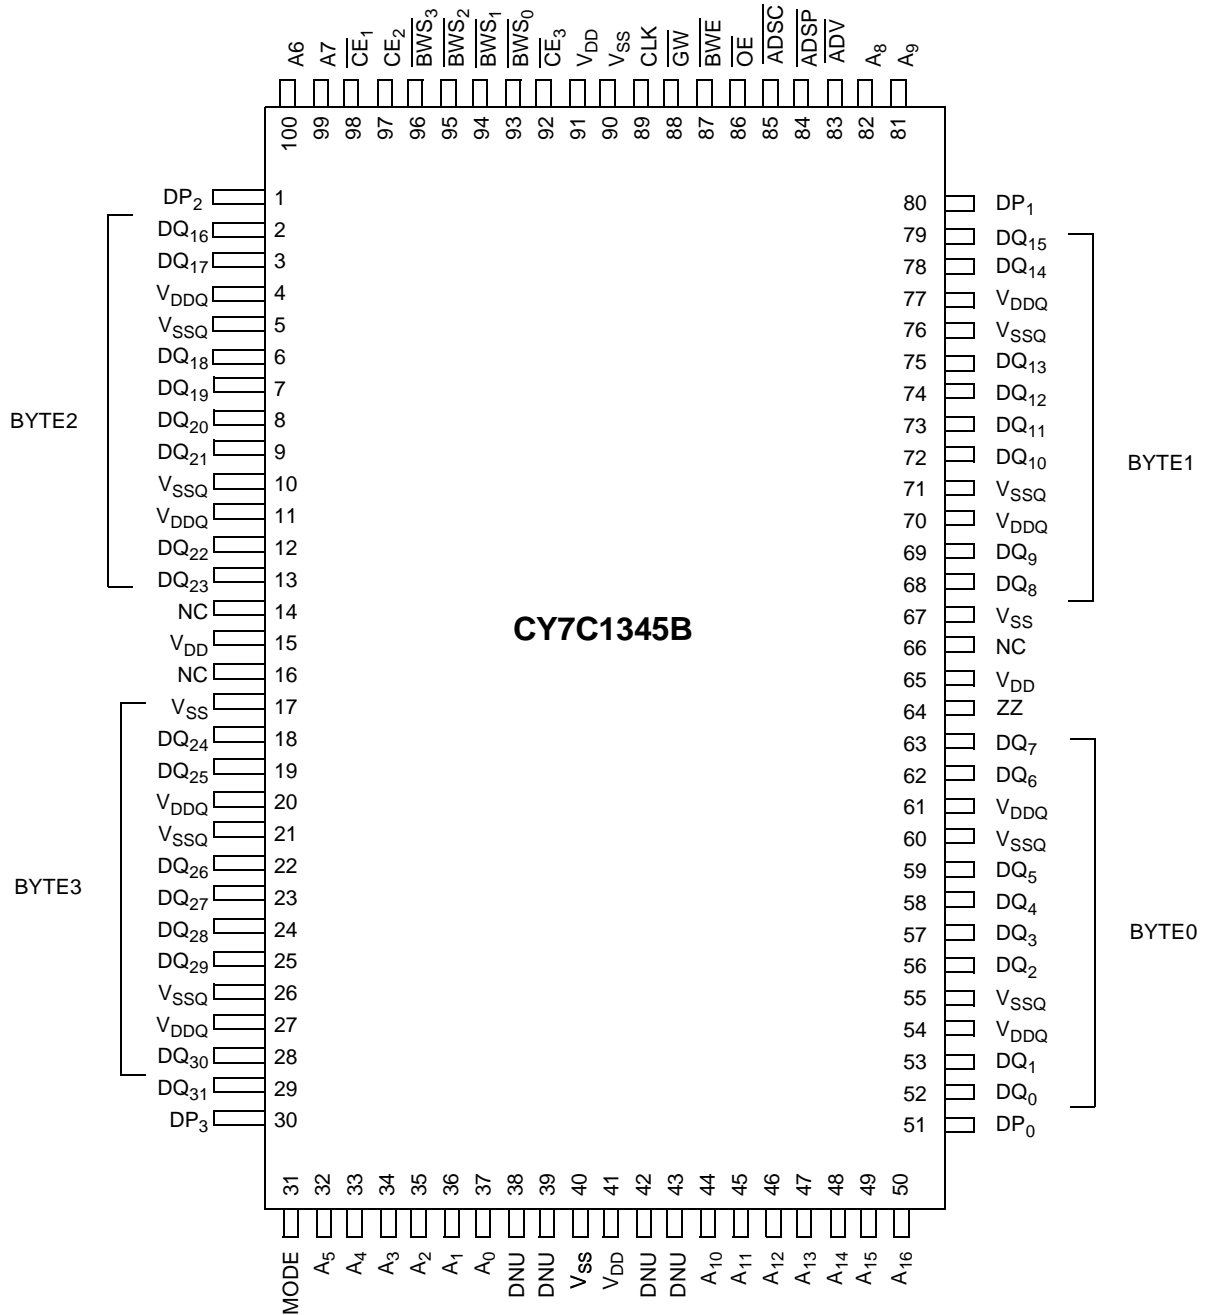 A6 A7 CE1 CE2 BWS3 BWS2 BWS1 BWS0 CE3 VDD VSS CLK GW BWE OE ADSC ADSP ADV A8 A9
100 99 98 97 96 95 94 93 92 91 90 89 88 87 86 85 84 83 82 81
DP2 1
DQ16 2
DQ17 3
VDDQ 4
VSSQ 5
DQ18 6
DQ19 7
DQ20 8
DQ21 9
VSSQ 10
VDDQ 11
DQ22 12
DQ23 13
NC 14
VDD 15
NC 16
VSS 17
DQ24 18
DQ25 19
VDDQ 20
VSSQ 21
DQ26 22
DQ27 23
DQ28 24
DQ29 25
VSSQ 26
VDDQ 27
DQ30 28
DQ31 29
DP3 30
BYTE2
BYTE3
CY7C1345B
80 DP1
79 DQ15
78 DQ14
77 VDDQ
76 VSSQ
75 DQ13
74 DQ12
73 DQ11
72 DQ10
71 VSSQ
70 VDDQ
69 DQ9
68 DQ8
67 VSS
66 NC
65 VDD
64 ZZ
63 DQ7
62 DQ6
61 VDDQ
60 VSSQ
59 DQ5
58 DQ4
57 DQ3
56 DQ2
55 VSSQ
54 VDDQ
53 DQ1
52 DQ0
51 DP0
BYTE1
BYTE0
31 32 33 34 35 36 37 38 39 40 41 42 43 44 45 46 47 48 49 50
MODE A5 A4 A3 A2 A1 A0 DNU DNU VSS VDD DNU DNU A10 A11 A12 A13 A14 A15 A16